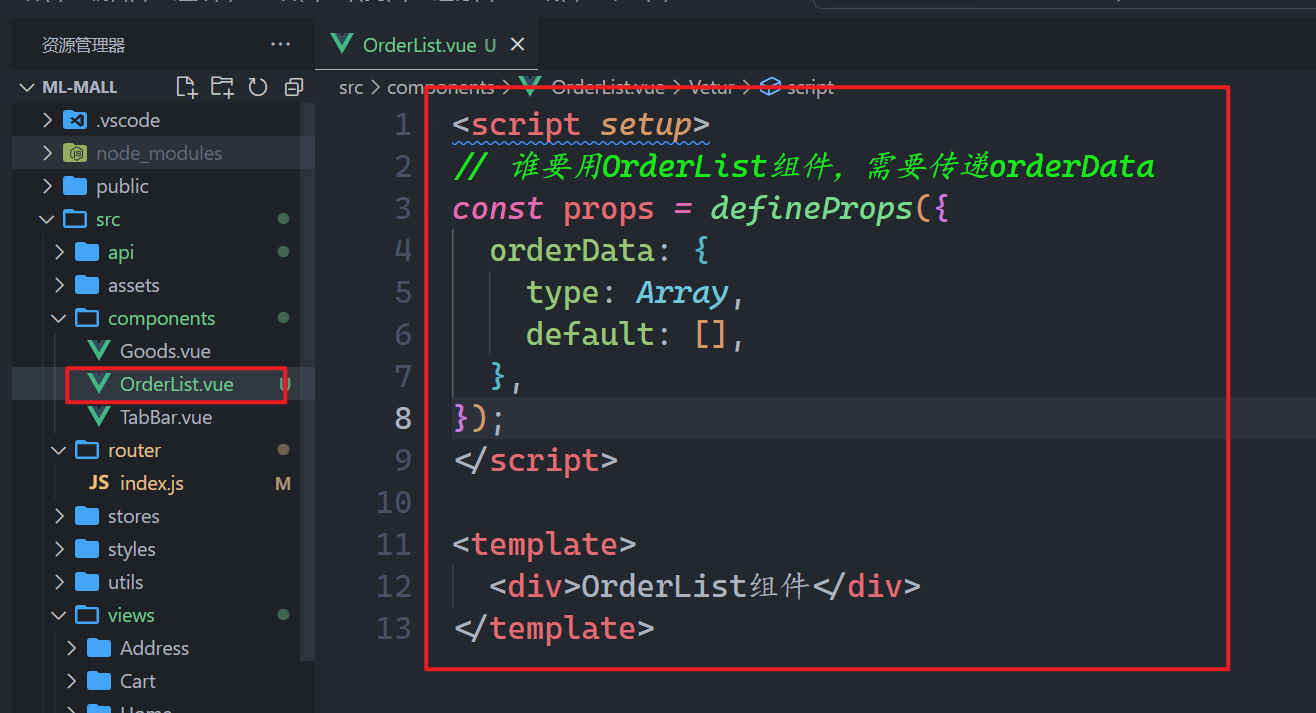 资源管理器
OrderList.vue U
ML-MALL
src > components > OrderList.vue > Vetur > script
.vscode
node_modules
public
src
api
assets
components
Goods.vue
OrderList.vue U
TabBar.vue
router
JS index.js M
stores
styles
utils
views
Address
Cart
Home
1 <script setup>
2 // 谁要用OrderList组件，需要传递orderData
3 const props = defineProps({
4 orderData: {
5 type: Array,
6 default: [],
7 },
8 });
9 </script>
10
11 <template>
12 <div>OrderList组件</div>
13 </template>